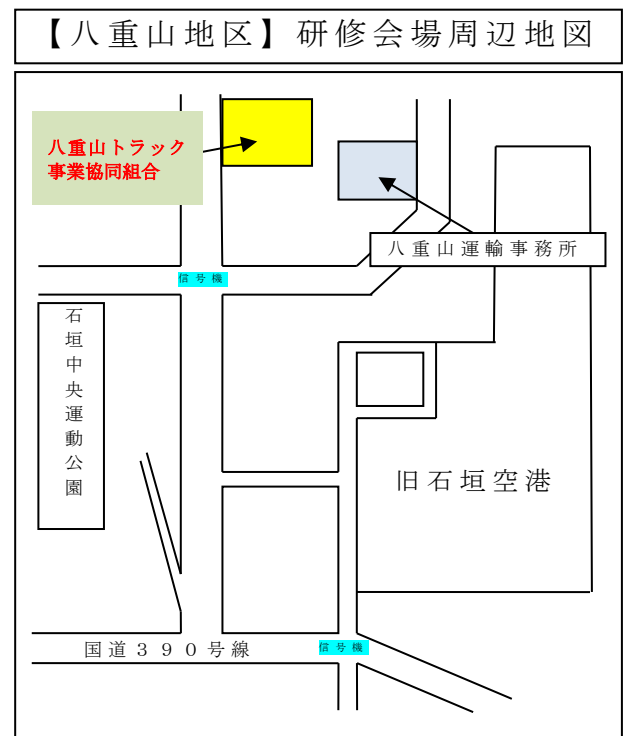 【八重山地区】研修会場周辺地図
八重山トラック
事業協同組合
八重山運輸事務所
信号機
石垣中央運動公園
旧石垣空港
国道３９０号線
信号機